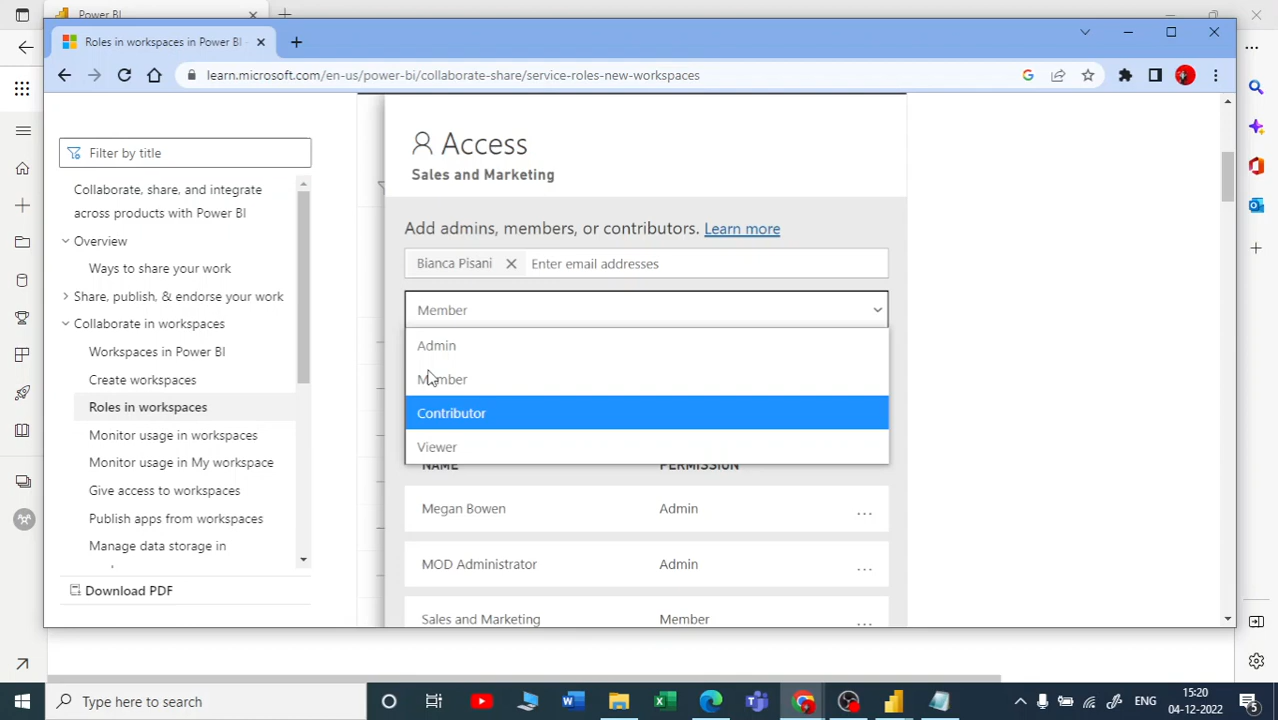 Power BI
Roles in workspaces in Power BI
learn.microsoft.com/en-us/power-bi/collaborate-share/service-roles-new-workspaces
Filter by title
Collaborate, share, and integrate
across products with Power BI
Overview
Ways to share your work
Share, publish, & endorse your work
Collaborate in workspaces
Workspaces in Power BI
Create workspaces
Roles in workspaces
Monitor usage in workspaces
Monitor usage in My workspace
Give access to workspaces
Publish apps from workspaces
Manage data storage in
Download PDF
Access
Sales and Marketing
Add admins, members, or contributors. Learn more
Bianca Pisani
Enter email addresses
Member
Admin
Member
Contributor
Viewer
NAME PERMISSION
Megan Bowen Admin ...
MOD Administrator Admin ...
Sales and Marketing Member ...
Type here to search
ENG
15:20
04-12-2022
5